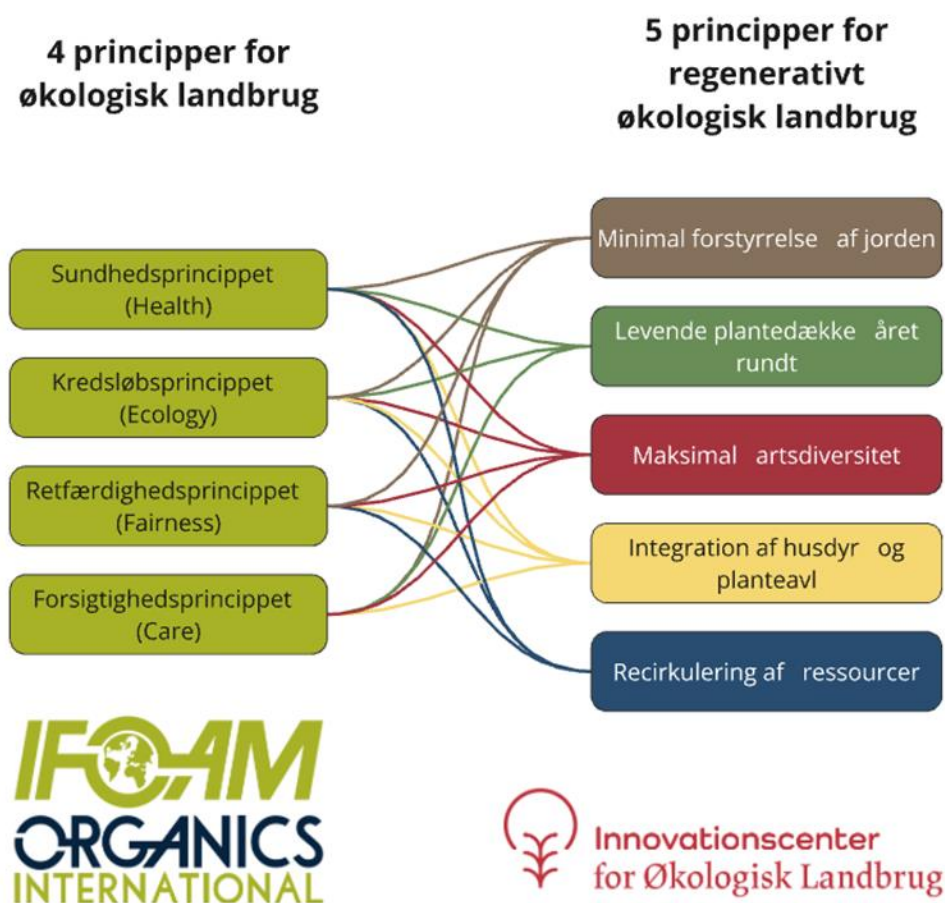 4 principper for
økologisk landbrug
5 principper for
regenerativt
økologisk landbrug
Sundhedsprincippet
(Health)
Kredsløbsprincippet
(Ecology)
Retfærdighedsprincippet
(Fairness)
Forsigtighedsprincippet
(Care)
Minimal forstyrrelse af jorden
Levende plantedække året
rundt
Maksimal artsdiversitet
Integration af husdyr og
planteavl
Recirkulering af ressourcer
IFOAM
ORGANICS
INTERNATIONAL
Innovationscenter
for Økologisk Landbrug